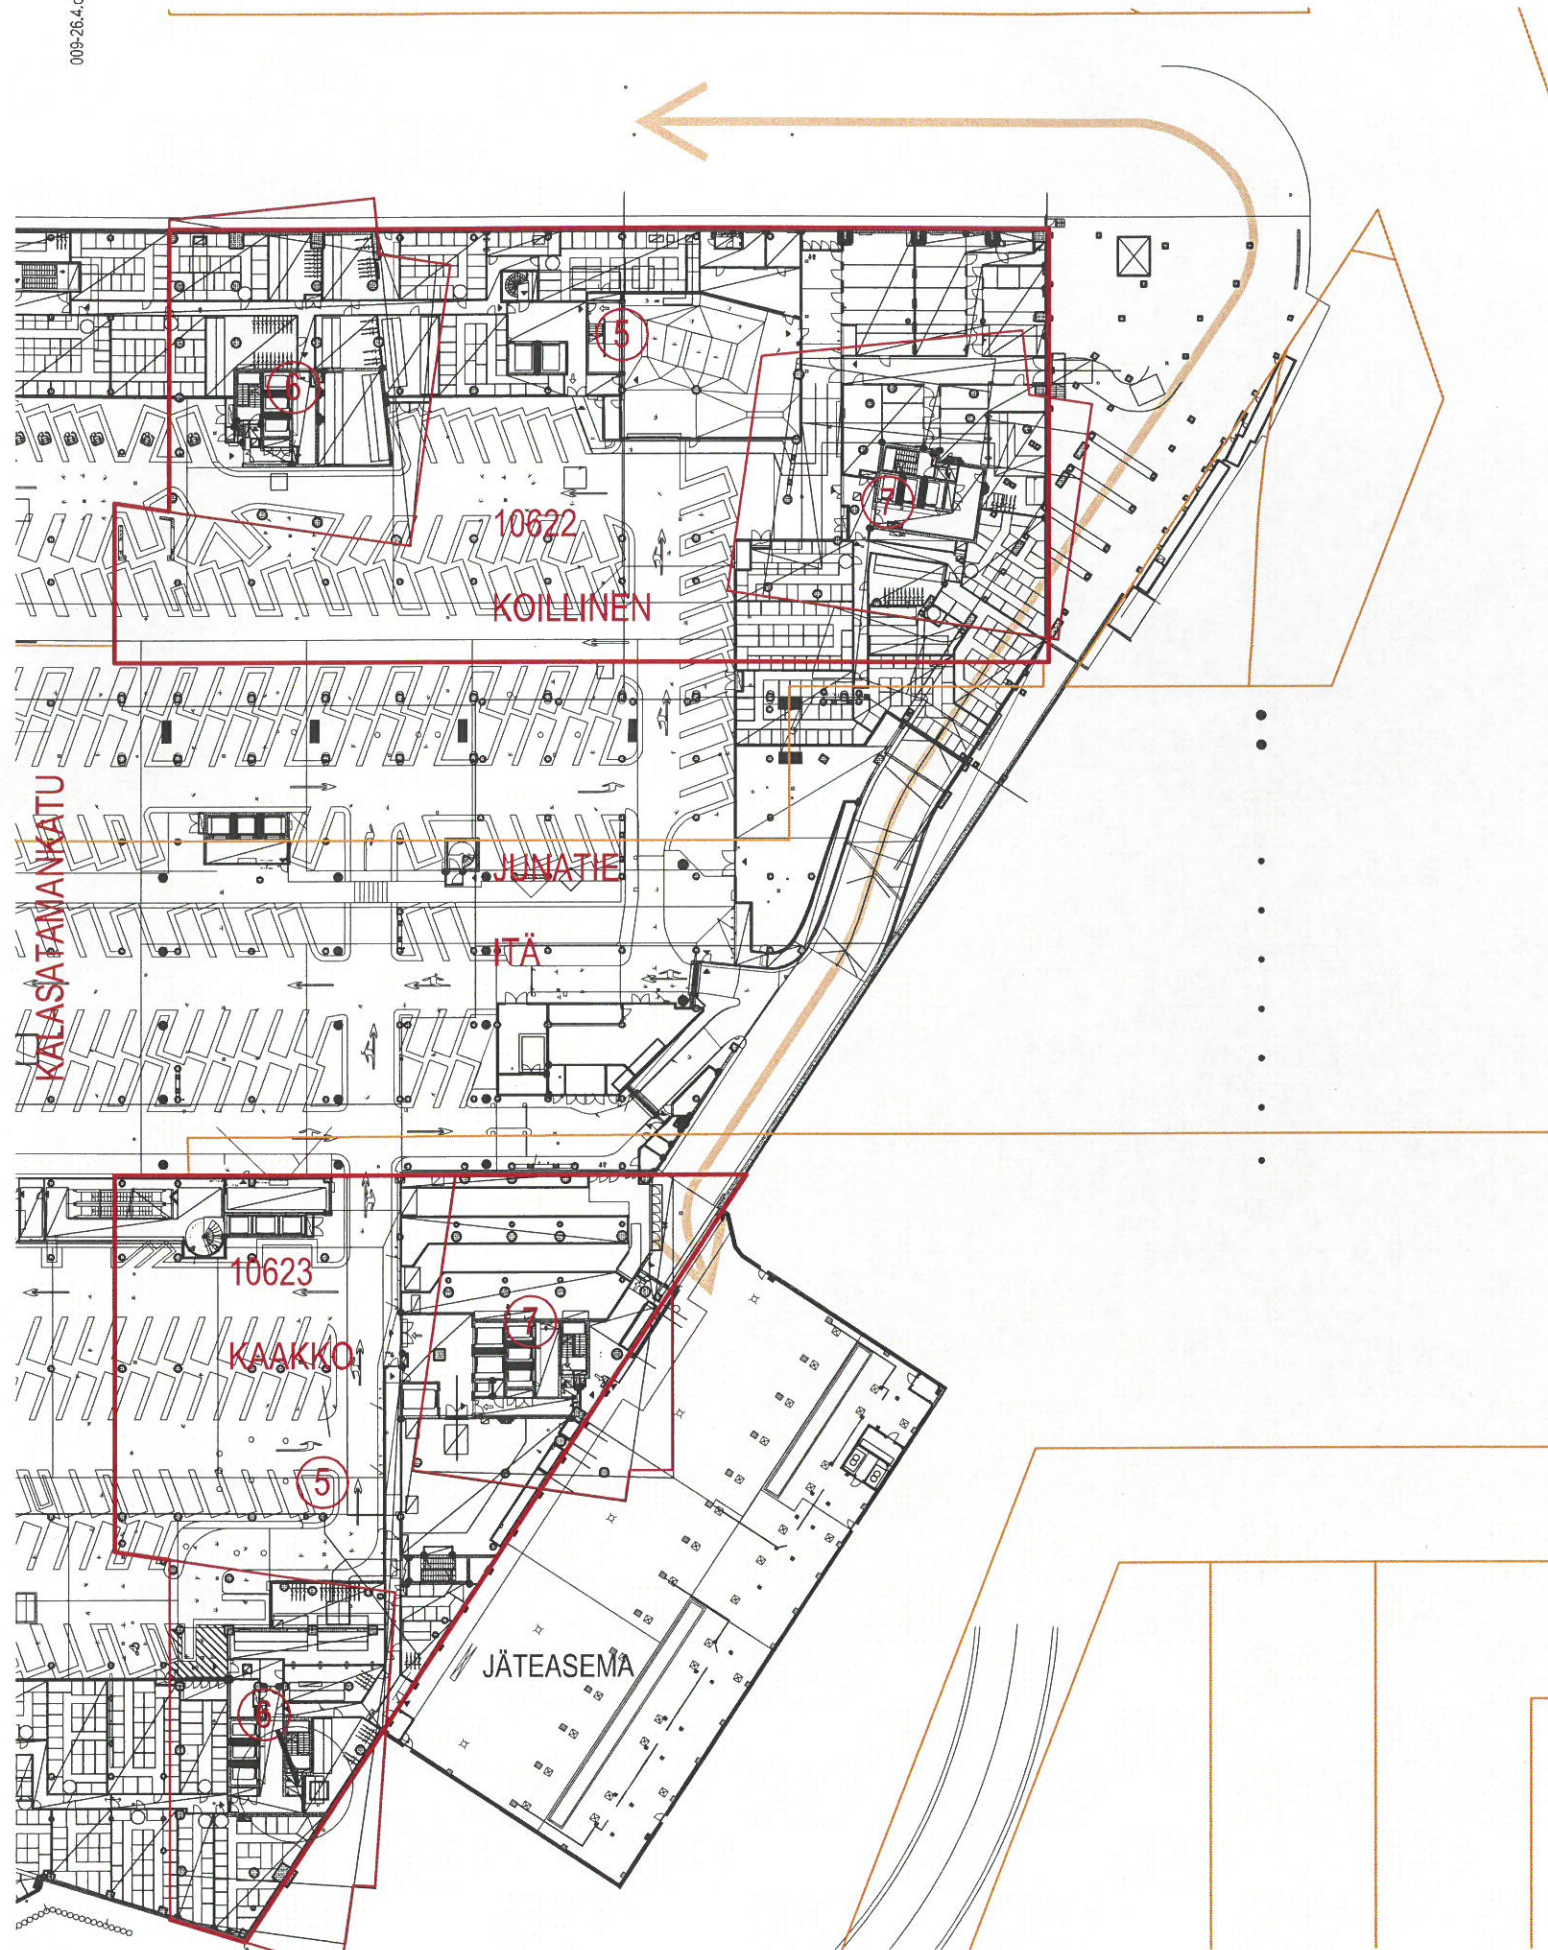 009-26.4.
5
6
7
10622
KOILLINEN
KALASATAMANKATU
JUNATIE
ITÄ
10623
7
KAAKKO
5
JÄTEASEMA
6